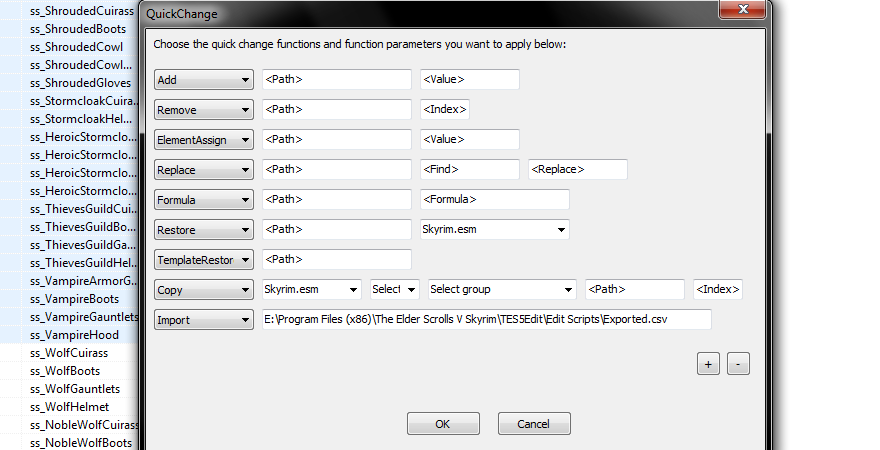 ss_ShroudedCuirass
ss_ShroudedBoots
ss_ShroudedCowl
ss_ShroudedCowl...
ss_ShroudedGloves
ss_StormcloakCuira...
ss_StormcloakHel...
ss_HeroicStormclo...
ss_HeroicStormclo...
ss_HeroicStormclo...
ss_HeroicStormclo...
ss_ThievesGuildCui...
ss_ThievesGuildBo...
ss_ThievesGuildGa...
ss_ThievesGuildHel...
ss_VampireArmorG...
ss_VampireBoots
ss_VampireGauntlets
ss_VampireHood
ss_WolfCuirass
ss_WolfBoots
ss_WolfGauntlets
ss_WolfHelmet
ss_NobleWolfCuirass
ss_NobleWolfBoots
QuickChange
Choose the quick change functions and function parameters you want to apply below:
Add <Path> <Value>
Remove <Path> <Index>
ElementAssign <Path> <Value>
Replace <Path> <Find> <Replace>
Formula <Path> <Formula>
Restore <Path> Skyrim.esm
TemplateRestor <Path>
Copy Skyrim.esm Select Select group <Path> <Index>
Import E:\Program Files (x86)\The Elder Scrolls V Skyrim\TES5Edit\Edit Scripts\Exported.csv
+ -
OK Cancel